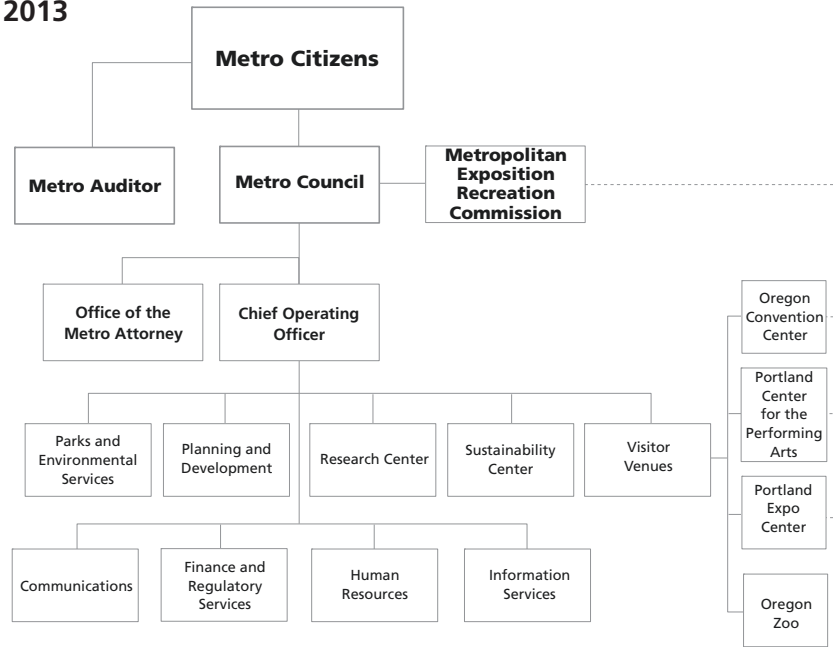 2013
Metro Citizens
Metro Auditor
Metro Council
Metropolitan
Exposition
Recreation
Commission
Office of the
Metro Attorney
Chief Operating
Officer
Oregon
Convention
Center
Portland
Center
for the
Performing
Arts
Portland
Expo
Center
Oregon
Zoo
Parks and
Environmental
Services
Planning and
Development
Research Center
Sustainability
Center
Visitor
Venues
Communications
Finance and
Regulatory
Services
Human
Resources
Information
Services